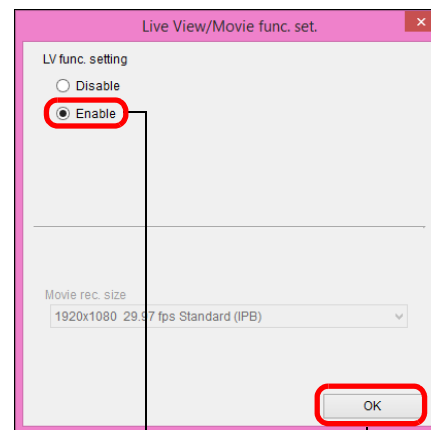 Live View/Movie func. set.
LV func. setting
Disable
Enable
Movie rec. size
1920x1080 29.97 fps Standard (IPB)
OK